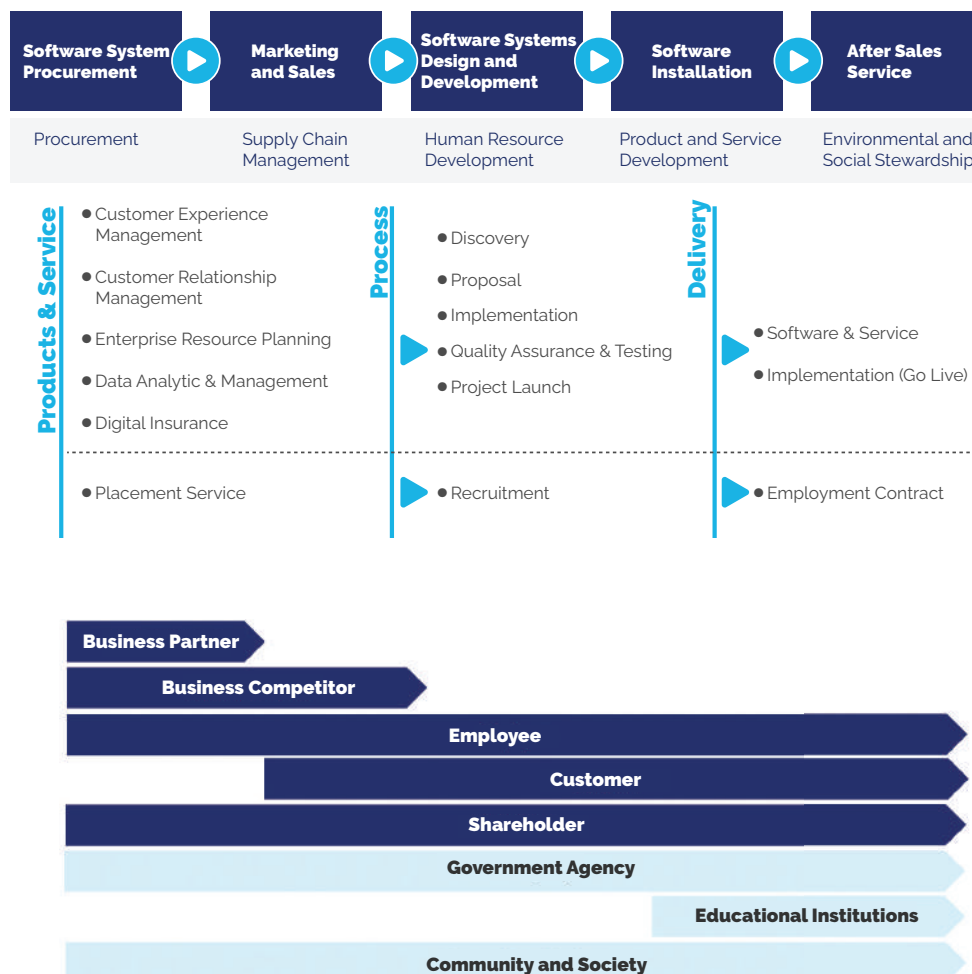 Software System
Procurement
Marketing
and Sales
Software Systems
Design and
Development
Software
Installation
After Sales
Service
Procurement
Supply Chain
Management
Human Resource
Development
Product and Service
Development
Environmental and
Social Stewardship
Products & Service
Customer Experience
Management
Customer Relationship
Management
Enterprise Resource Planning
Data Analytic & Management
Digital Insurance
Placement Service
Process
Discovery
Proposal
Implementation
Quality Assurance & Testing
Project Launch
Recruitment
Delivery
Software & Service
Implementation (Go Live)
Employment Contract
Business Partner
Business Competitor
Employee
Customer
Shareholder
Government Agency
Educational Institutions
Community and Society